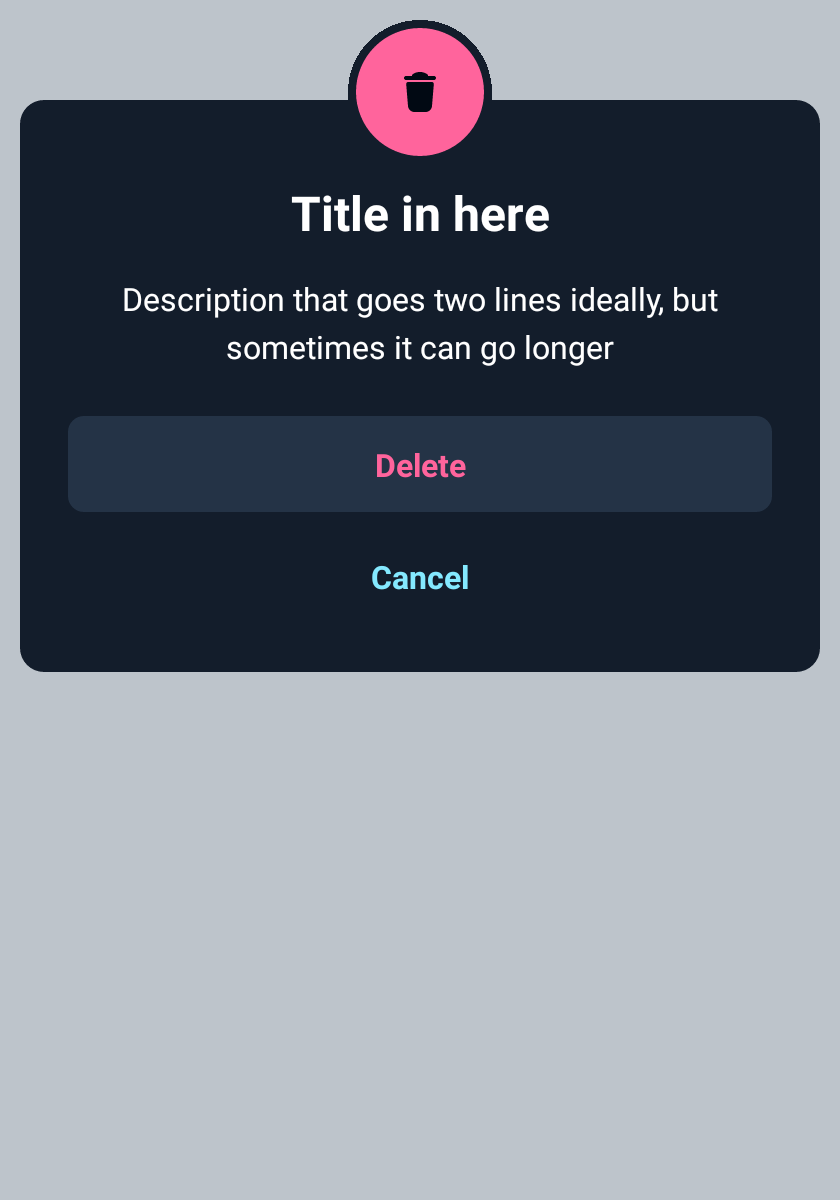 Title in here
Description that goes two lines ideally, but
sometimes it can go longer
Delete
Cancel